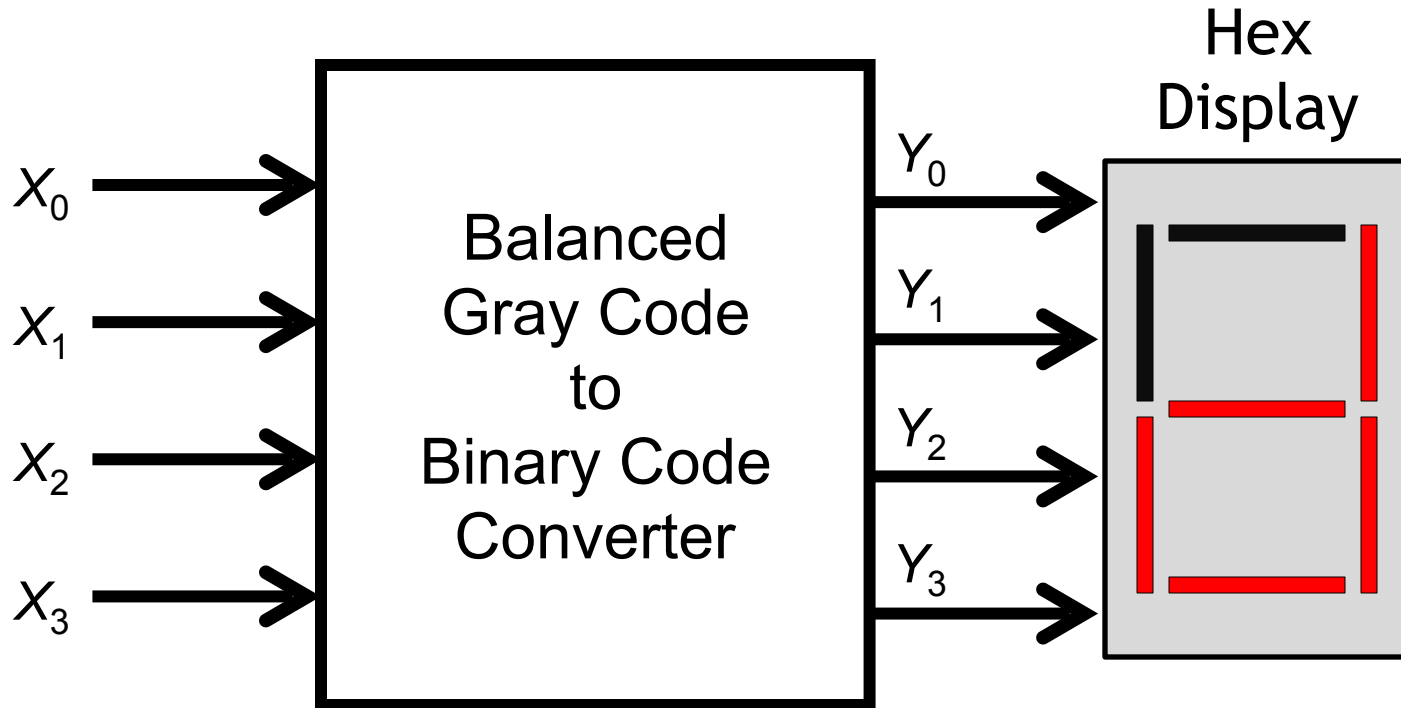 Hex
Display
X0
X1
X2
X3
Balanced
Gray Code
to
Binary Code
Converter
Y0
Y1
Y2
Y3